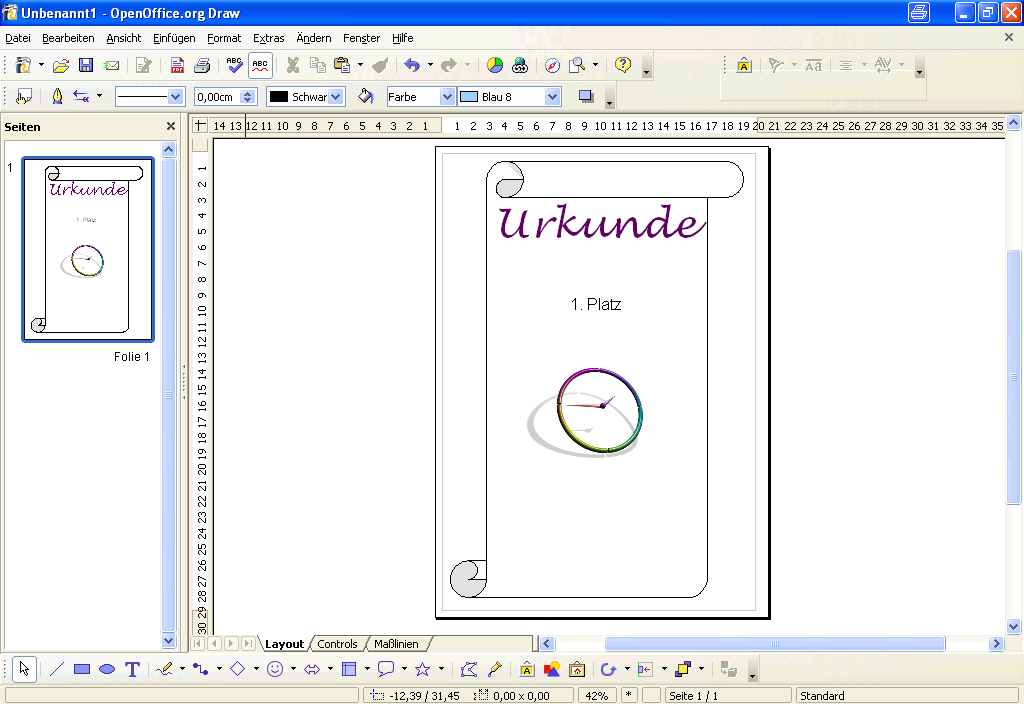 Unbenannt1 - OpenOffice.org Draw
Datei Bearbeiten Ansicht Einfügen Format Extras Ändern Fenster Hilfe
ABC ABC
0,00cm Schwar Farbe Blau 8
Seiten
14 13 12 11 10 9 8 7 6 5 4 3 2 1 1 2 3 4 5 6 7 8 9 10 11 12 13 14 15 16 17 18 19 20 21 22 23 24 25 26 27 28 29 30 31 32 33 34 35
1
Urkunde
1. Platz
Folie 1
1 2 3 4 5 6 7 8 9 10 11 12 13 14 15 16 17 18 19 20 21 22 23 24 25 26 27 28 29 30
Urkunde
1. Platz
Layout Controls Maßlinien
-12,39 / 31,45 0,00 x 0,00 42% * Seite 1 / 1 Standard